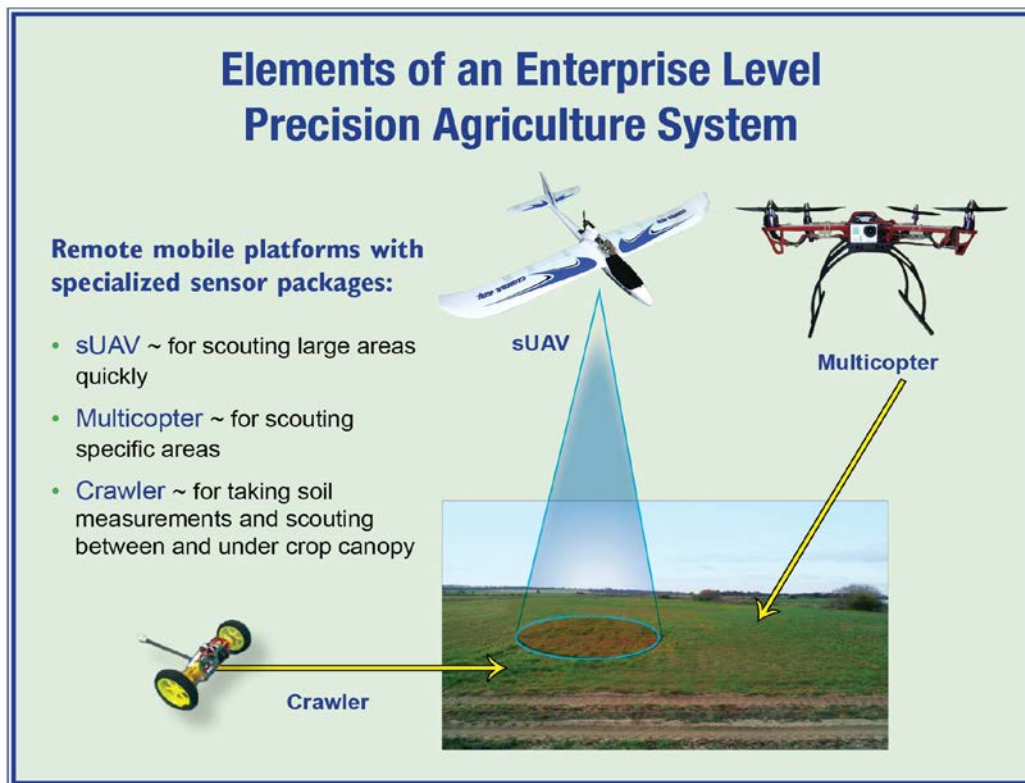 Elements of an Enterprise Level
Precision Agriculture System
Remote mobile platforms with
specialized sensor packages:
• sUAV ~ for scouting large areas
quickly
• Multicopter ~ for scouting
specific areas
• Crawler ~ for taking soil
measurements and scouting
between and under crop canopy
sUAV
Multicopter
Crawler